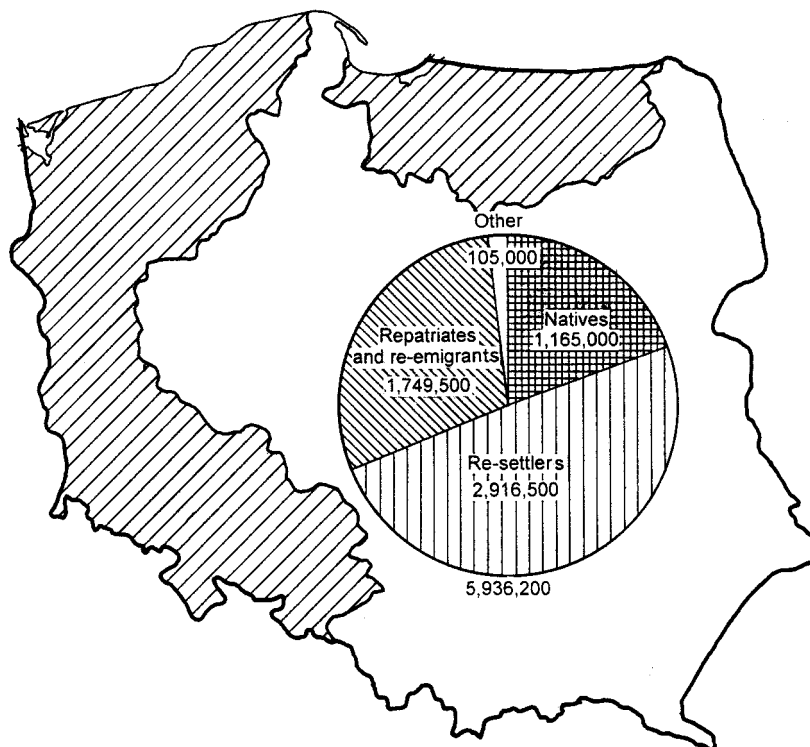 Other
105,000
Natives
1,165,000
Repatriates
and re-emigrants
1,749,500
Re-settlers
2,916,500
5,936,200